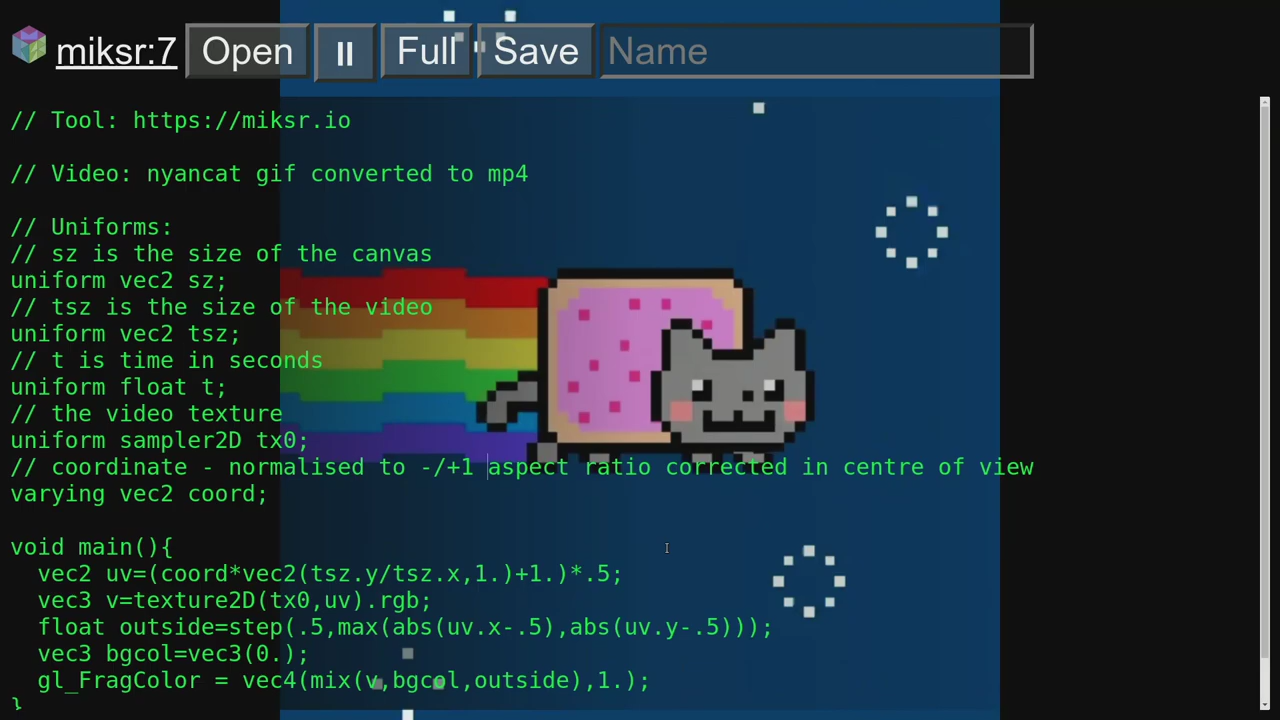 miksr:7 Open Full Save Name
// Tool: https://miksr.io
// Video: nyancat gif converted to mp4
// Uniforms:
// sz is the size of the canvas
uniform vec2 sz;
// tsz is the size of the video
uniform vec2 tsz;
// t is time in seconds
uniform float t;
// the video texture
uniform sampler2D tx0;
// coordinate - normalised to -/+1 aspect ratio corrected in centre of view
varying vec2 coord;
void main(){
vec2 uv=(coord*vec2(tsz.y/tsz.x,1.)+1.)*.5;
vec3 v=texture2D(tx0,uv).rgb;
float outside=step(.5,max(abs(uv.x-.5),abs(uv.y-.5)));
vec3 bgcol=vec3(0.);
gl_FragColor = vec4(mix(v,bgcol,outside),1.);
}